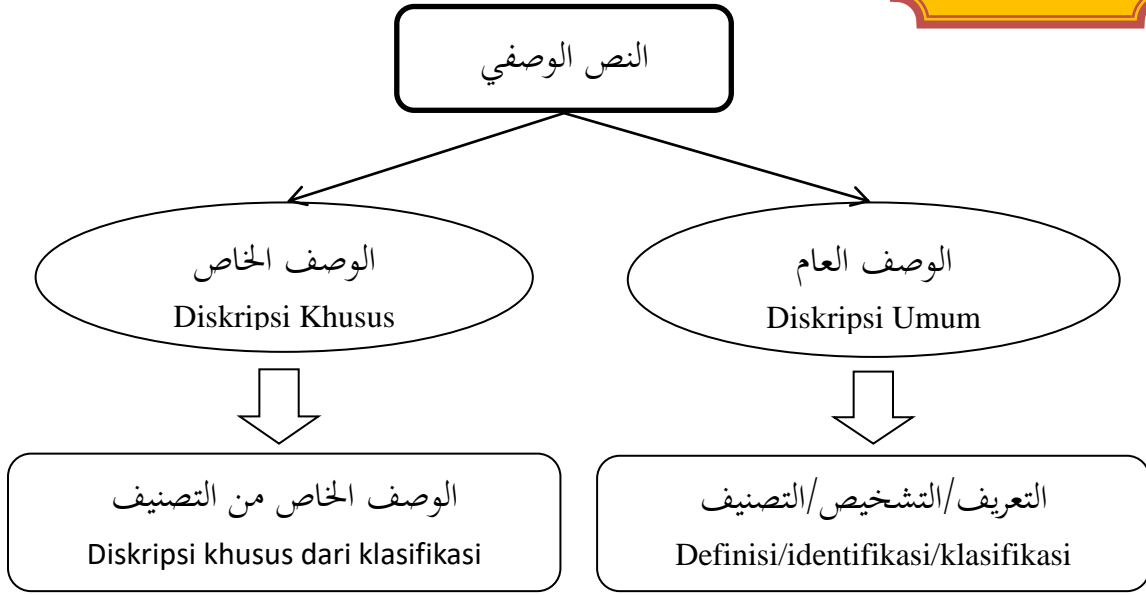 النص الوصفي
الوصف العام
Diskripsi Umum
الوصف الخاص
Diskripsi Khusus
التعريف/التشخيص/التصنيف
Definisi/identifikasi/klasifikasi
الوصف الخاص من التصنيف
Diskripsi khusus dari klasifikasi